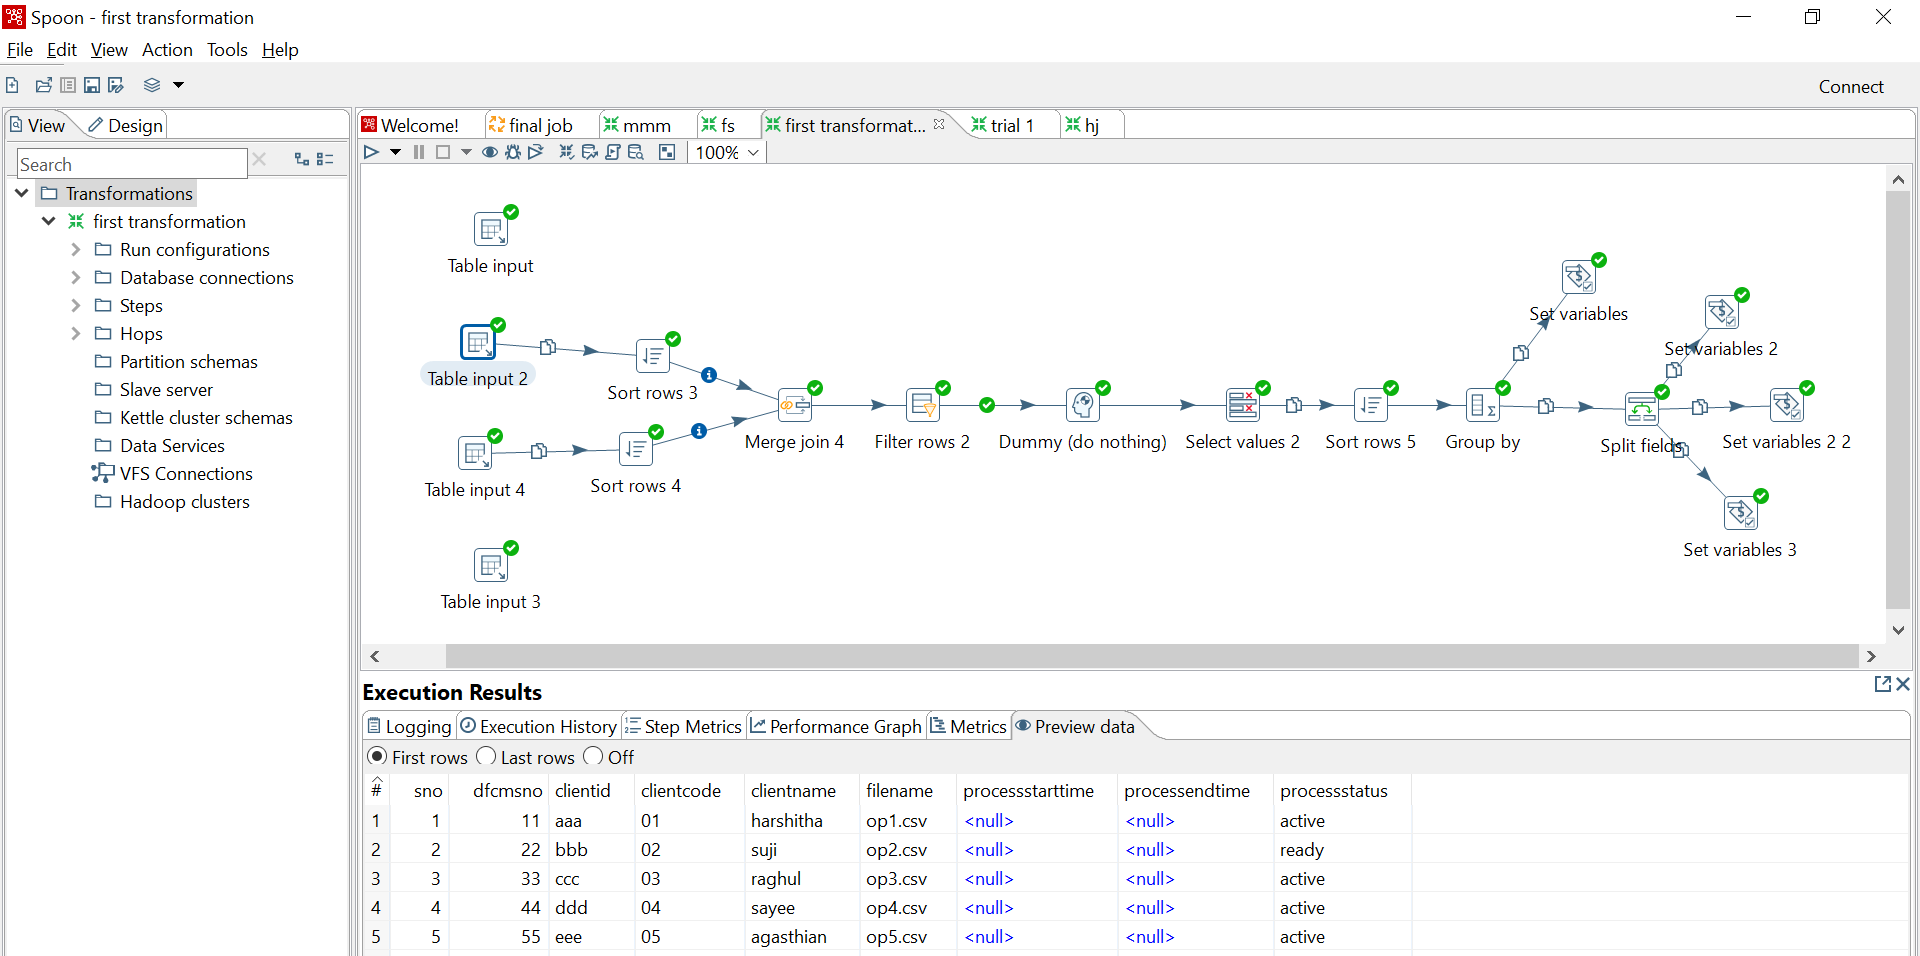 Spoon - first transformation
File Edit View Action Tools Help
Connect
View Design
Welcome! final job mmm fs first transformat... trial 1 hj
100%
Search
Transformations
first transformation
Run configurations
Database connections
Steps
Hops
Partition schemas
Slave server
Kettle cluster schemas
Data Services
VFS Connections
Hadoop clusters
Table input
Set variables
Set variables 2
Table input 2
Sort rows 3
Merge join 4 Filter rows 2 Dummy (do nothing) Select values 2 Sort rows 5 Group by Split fields Set variables 2 2
Table input 4 Sort rows 4
Set variables 3
Table input 3
Execution Results
Logging Execution History Step Metrics Performance Graph Metrics Preview data
First rows Last rows Off
# sno dfcmsno clientid clientcode clientname filename processstarttime processendtime processstatus
1 1 11 aaa 01 harshitha op1.csv <null> <null> active
2 2 22 bbb 02 suji op2.csv <null> <null> ready
3 3 33 ccc 03 raghul op3.csv <null> <null> active
4 4 44 ddd 04 sayee op4.csv <null> <null> active
5 5 55 eee 05 agasthian op5.csv <null> <null> active